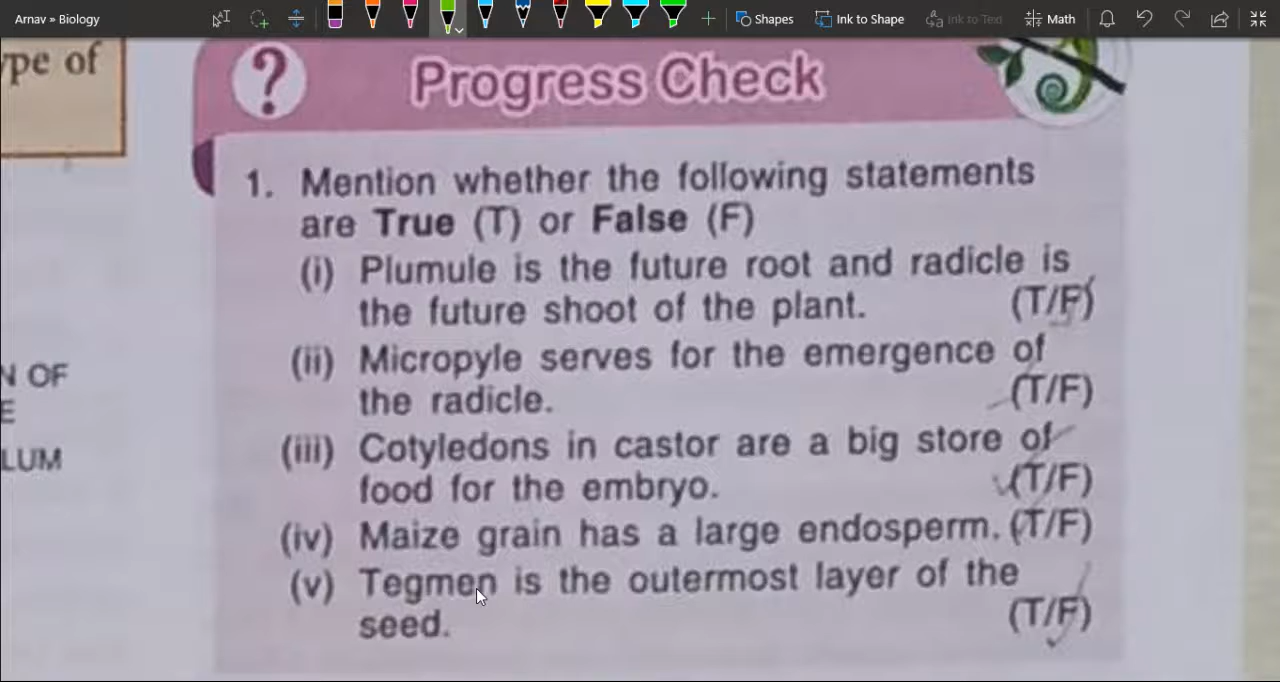 Arnav » Biology
Shapes
Ink to Shape
Ink to Text
Math
ype of
?
Progress Check
1. Mention whether the following statements
are True (T) or False (F)
(i) Plumule is the future root and radicle is
the future shoot of the plant. (T/F)
(ii) Micropyle serves for the emergence of
the radicle. (T/F)
(iii) Cotyledons in castor are a big store of
food for the embryo. (T/F)
(iv) Maize grain has a large endosperm. (T/F)
(v) Tegmen is the outermost layer of the
seed. (T/F)
N OF
E
LUM